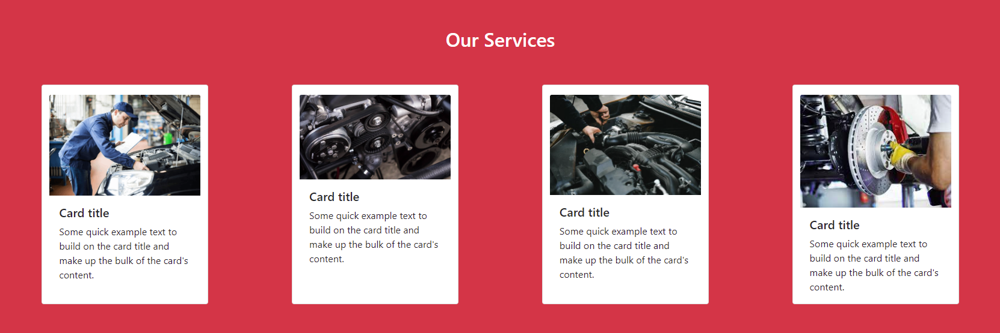 Our Services
Card title
Some quick example text to
build on the card title and
make up the bulk of the card's
content.
Card title
Some quick example text to
build on the card title and
make up the bulk of the card's
content.
Card title
Some quick example text to
build on the card title and
make up the bulk of the card's
content.
Card title
Some quick example text to
build on the card title and
make up the bulk of the card's
content.